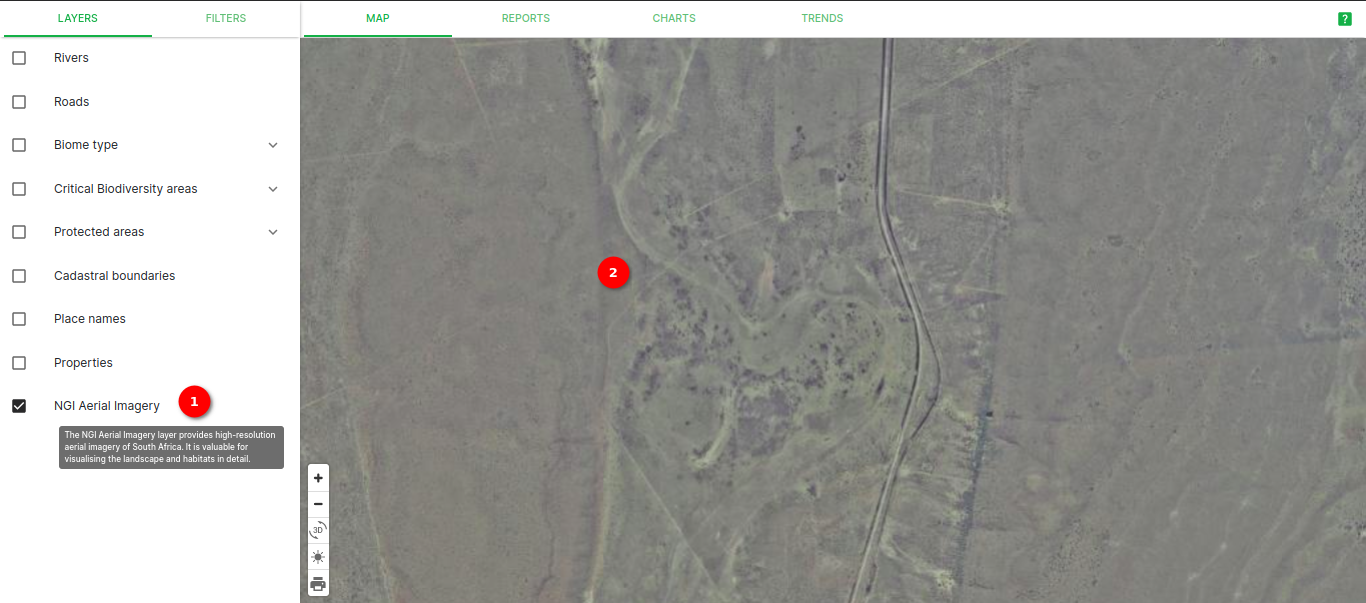 LAYERS
FILTERS
MAP
REPORTS
CHARTS
TRENDS
?
Rivers
Roads
Biome type
Critical Biodiversity areas
Protected areas
Cadastral boundaries
Place names
Properties
NGI Aerial Imagery
1
The NGI Aerial Imagery layer provides high-resolution
aerial imagery of South Africa. It is valuable for
visualising the landscape and habitats in detail.
2
+
−
3D